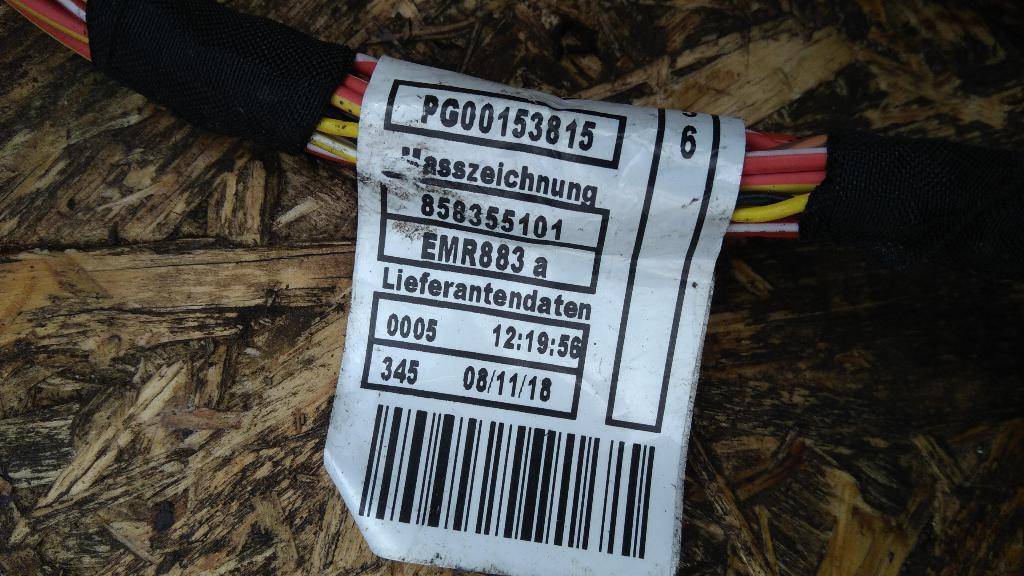 PG00153815
6
Masszeichnung
858355101
EMR883 a
Lieferantendaten
0005 12:19:56
345 08/11/18